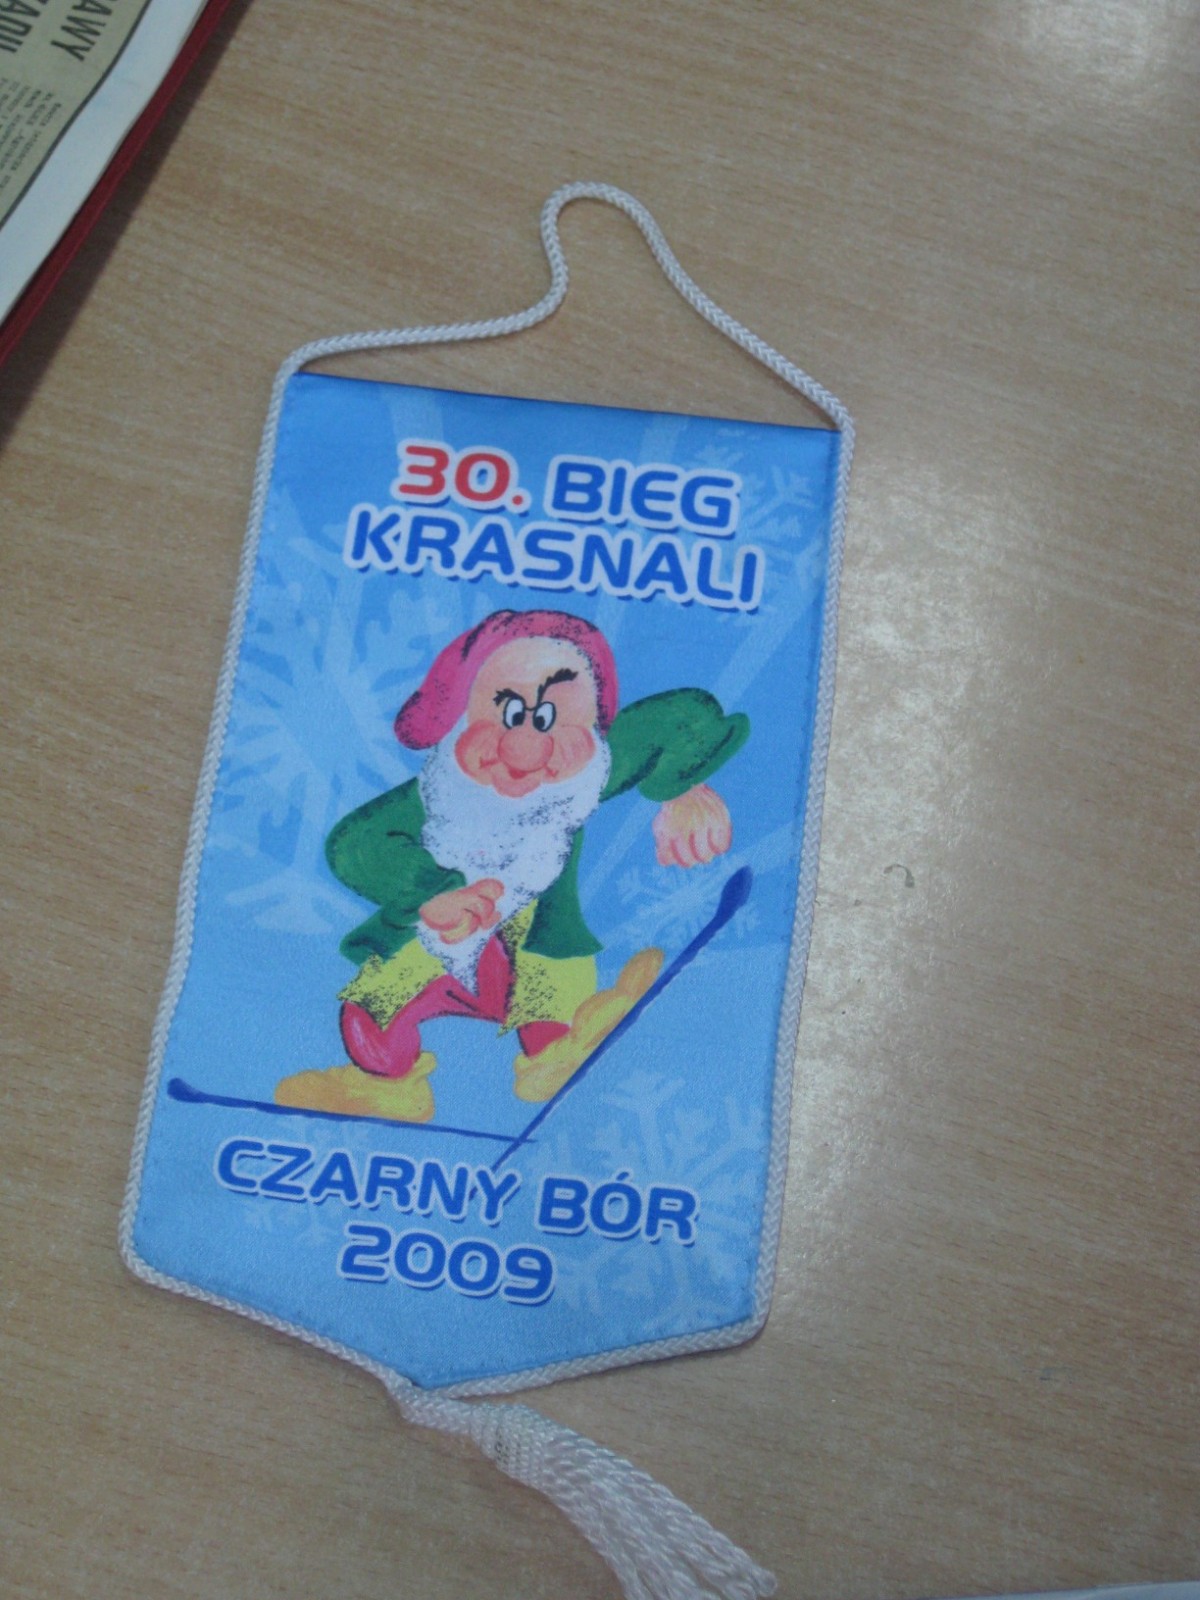 30. BIEG
KRASNALI
CZARNY BÓR
2009